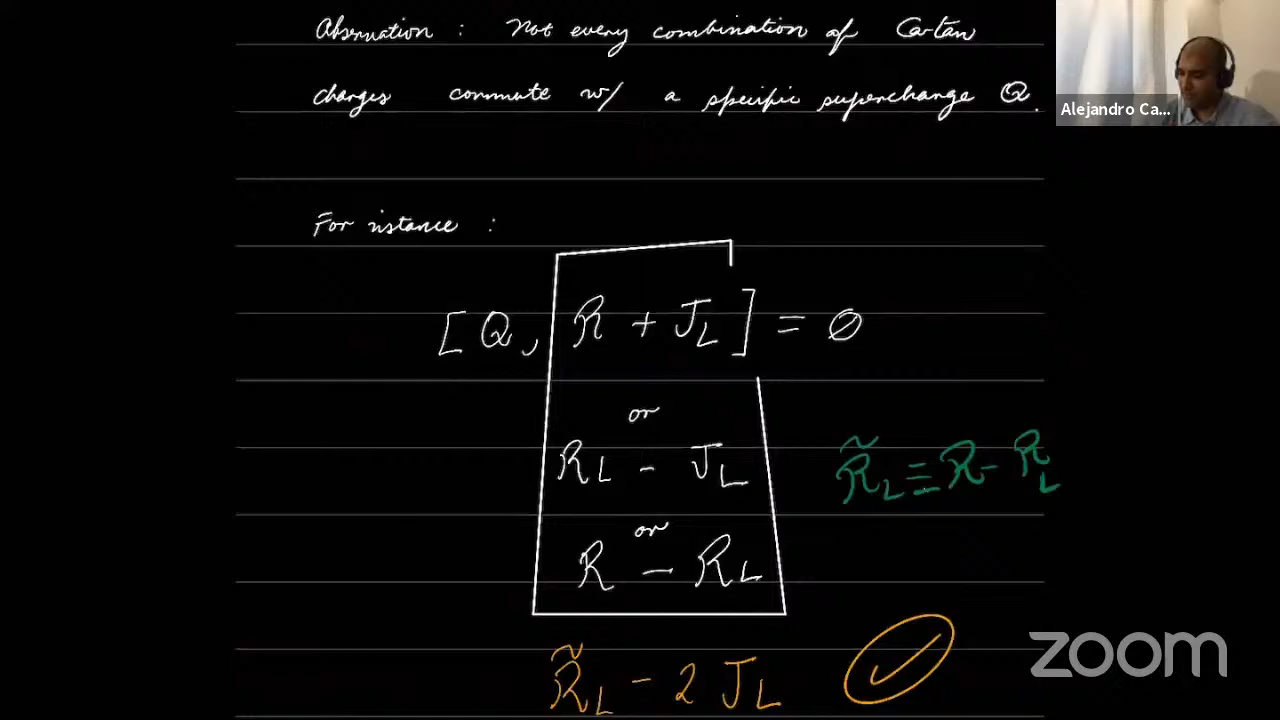 Observation : Not every combination of Cartan
charges commute w/ a specific supercharge Q.
Alejandro Ca...
For instance :
[ Q, R + J_L ] = 0
or
R_L - J_L
R̃_L ≡ R - R_L
or
R - R_L
R̃_L - 2 J_L ✓
zoom